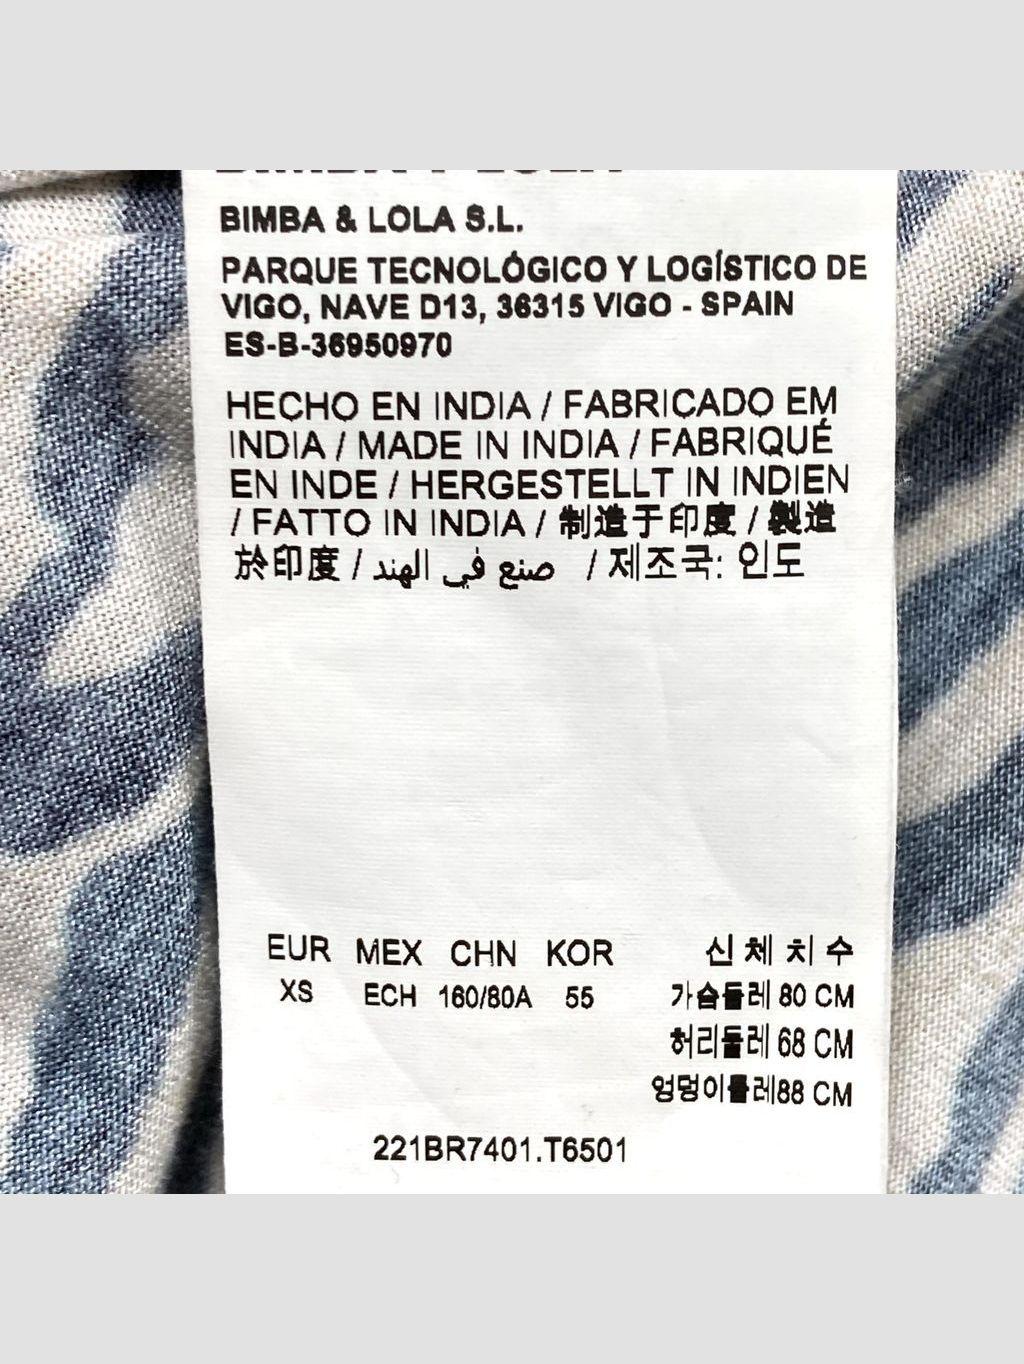 BIMBA & LOLA S.L.
PARQUE TECNOLÓGICO Y LOGÍSTICO DE
VIGO, NAVE D13, 36315 VIGO - SPAIN
ES-B-36950970
HECHO EN INDIA / FABRICADO EM
INDIA / MADE IN INDIA / FABRIQUÉ
EN INDE / HERGESTELLT IN INDIEN
/ FATTO IN INDIA / 制造于印度 / 製造
於印度 / صنع في الهند / 제조국: 인도
EUR MEX CHN KOR 신체치수
XS ECH 160/80A 55 가슴둘레 80 CM
허리둘레 68 CM
엉덩이둘레88 CM
221BR7401.T6501